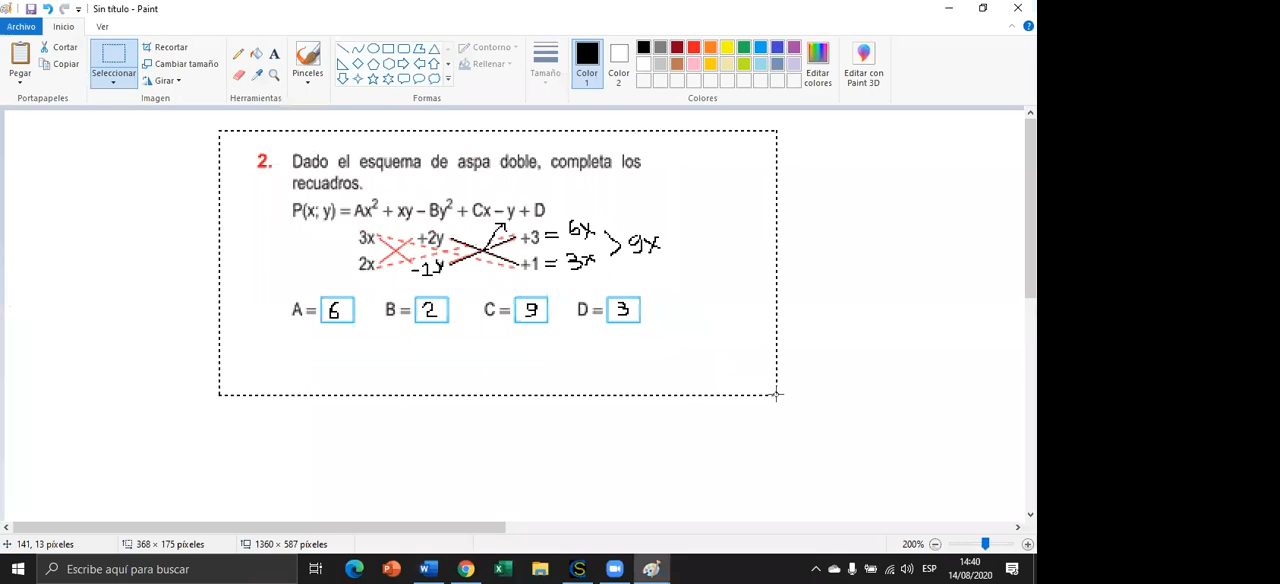 Sin título - Paint
Archivo Inicio Ver
Pegar
Cortar
Copiar
Portapapeles
Seleccionar
Recortar
Cambiar tamaño
Girar
Imagen
A
Herramientas
Pinceles
Contorno
Rellenar
Formas
Tamaño
Color 1
Color 2
Editar colores
Colores
Editar con Paint 3D
2. Dado el esquema de aspa doble, completa los
recuadros.
P(x; y) = Ax² + xy – By² + Cx – y + D
3x +2y +3 = 6x
> 9x
2x -1y +1 = 3x
A = 6 B = 2 C = 9 D = 3
141, 13 píxeles 368 × 175 píxeles 1360 × 587 píxeles 200%
Escribe aquí para buscar
ESP
14:40
14/08/2020